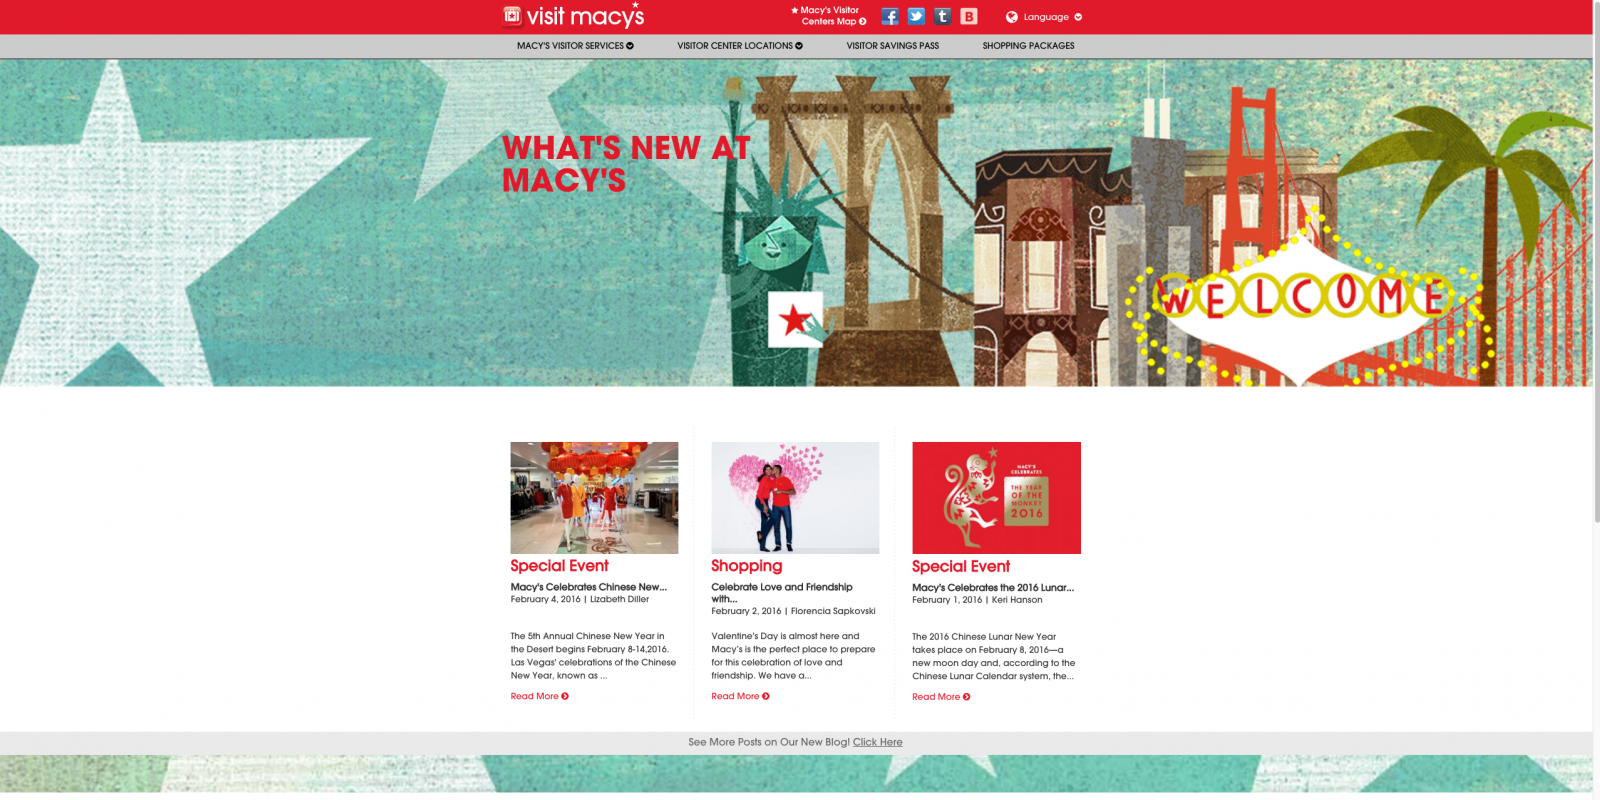 visit macys
Macy's Visitor
Centers Map
Language
MACY'S VISITOR SERVICES
VISITOR CENTER LOCATIONS
VISITOR SAVINGS PASS
SHOPPING PACKAGES
WHAT'S NEW AT
MACY'S
WELCOME
MACY'S
CELEBRATES
THE YEAR
OF THE
MONKEY
2016
Special Event
Macy's Celebrates Chinese New...
February 4, 2016 | Lizabeth Diller
The 5th Annual Chinese New Year in
the Desert begins February 8-14,2016.
Las Vegas' celebrations of the Chinese
New Year, known as ...
Read More
Shopping
Celebrate Love and Friendship
with...
February 2, 2016 | Florencia Sapkovski
Valentine's Day is almost here and
Macy's is the perfect place to prepare
for this celebration of love and
friendship. We have a...
Read More
Special Event
Macy's Celebrates the 2016 Lunar...
February 1, 2016 | Keri Hanson
The 2016 Chinese Lunar New Year
takes place on February 8, 2016—a
new moon day and, according to the
Chinese Lunar Calendar system, the...
Read More
See More Posts on Our New Blog! Click Here